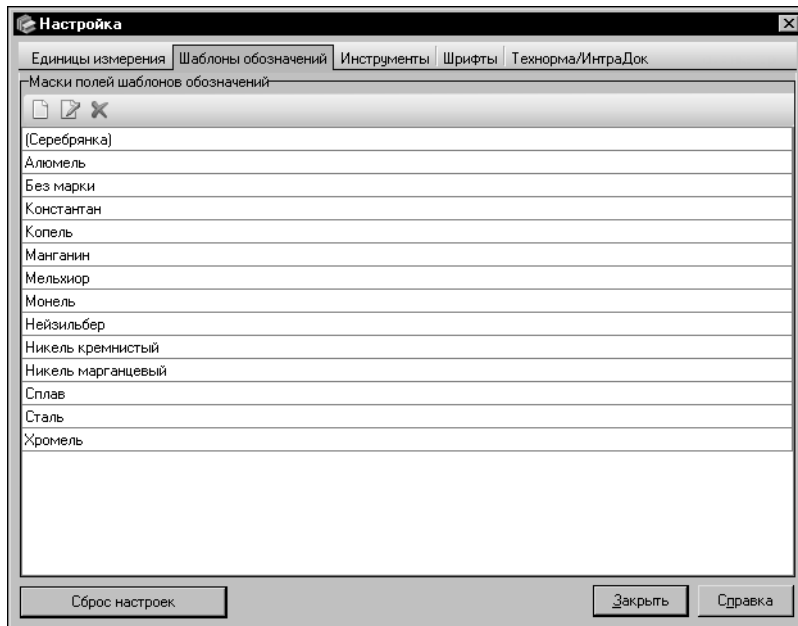 Настройка
Единицы измерения Шаблоны обозначений Инструменты Шрифты Технорма/ИнтраДок
Маски полей шаблонов обозначений
(Серебрянка)
Алюмель
Без марки
Константан
Копель
Манганин
Мельхиор
Монель
Нейзильбер
Никель кремнистый
Никель марганцевый
Сплав
Сталь
Хромель
Сброс настроек Закрыть Справка